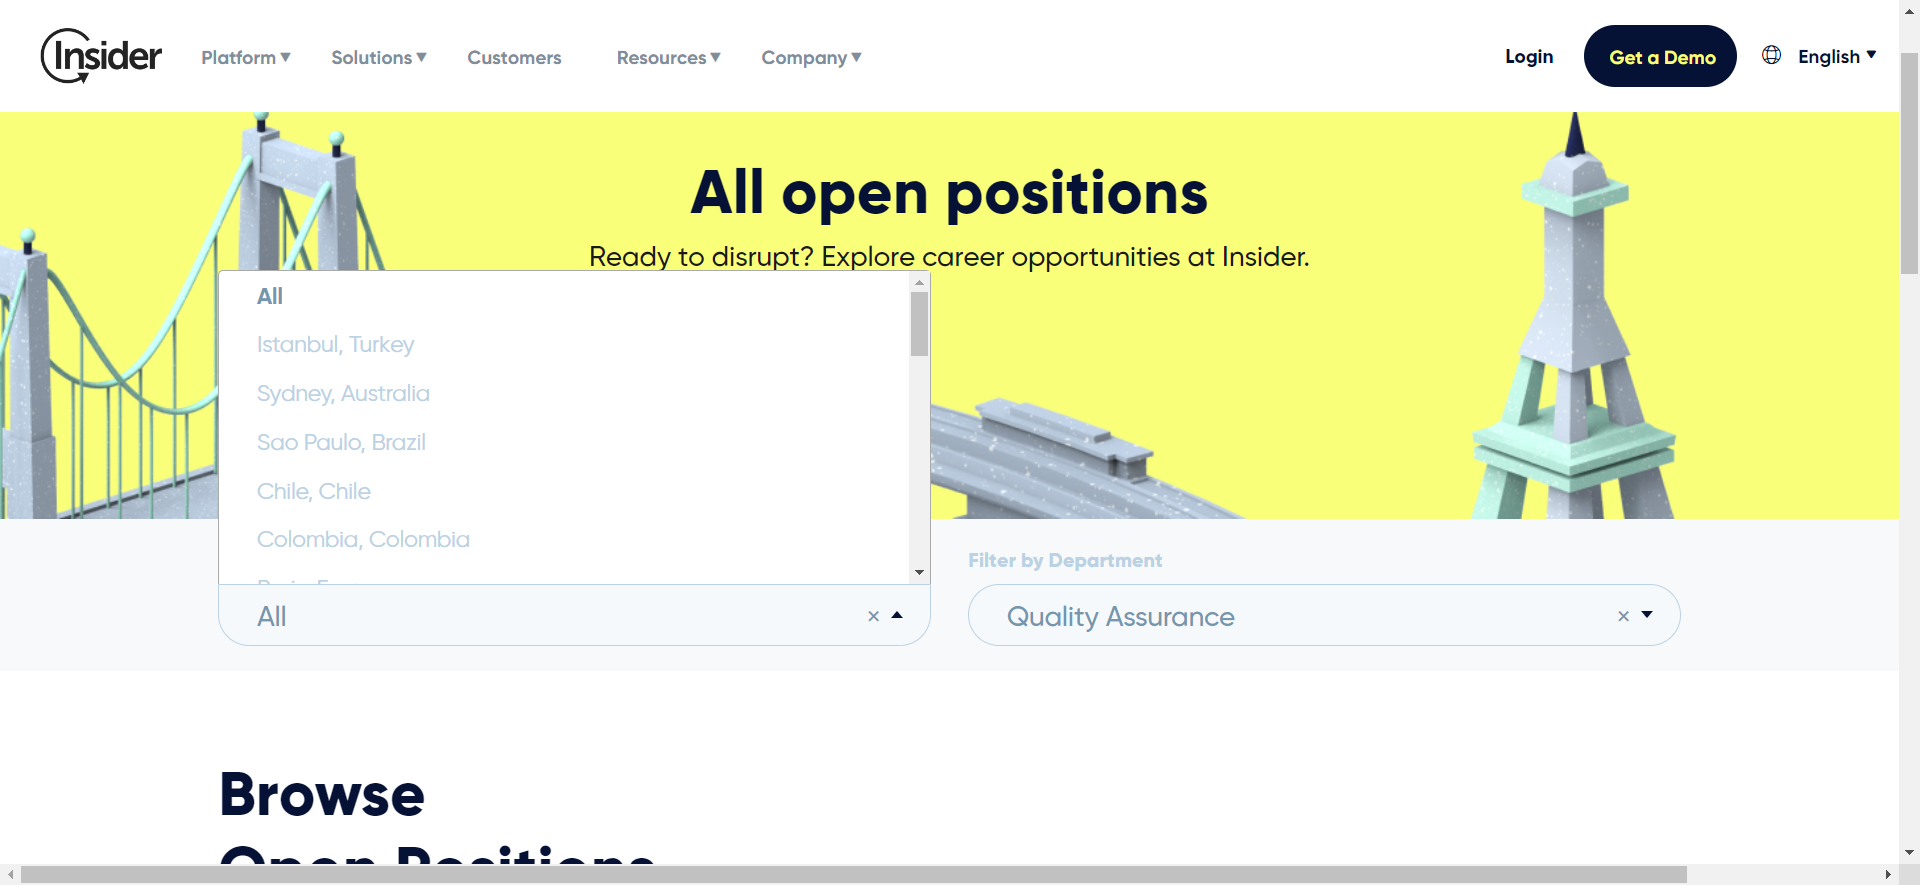 Insider
Platform
Solutions
Customers
Resources
Company
Login
Get a Demo
English
All open positions
Ready to disrupt? Explore career opportunities at Insider.
All
Istanbul, Turkey
Sydney, Australia
Sao Paulo, Brazil
Chile, Chile
Colombia, Colombia
All
Filter by Department
Quality Assurance
Browse
Open Positions